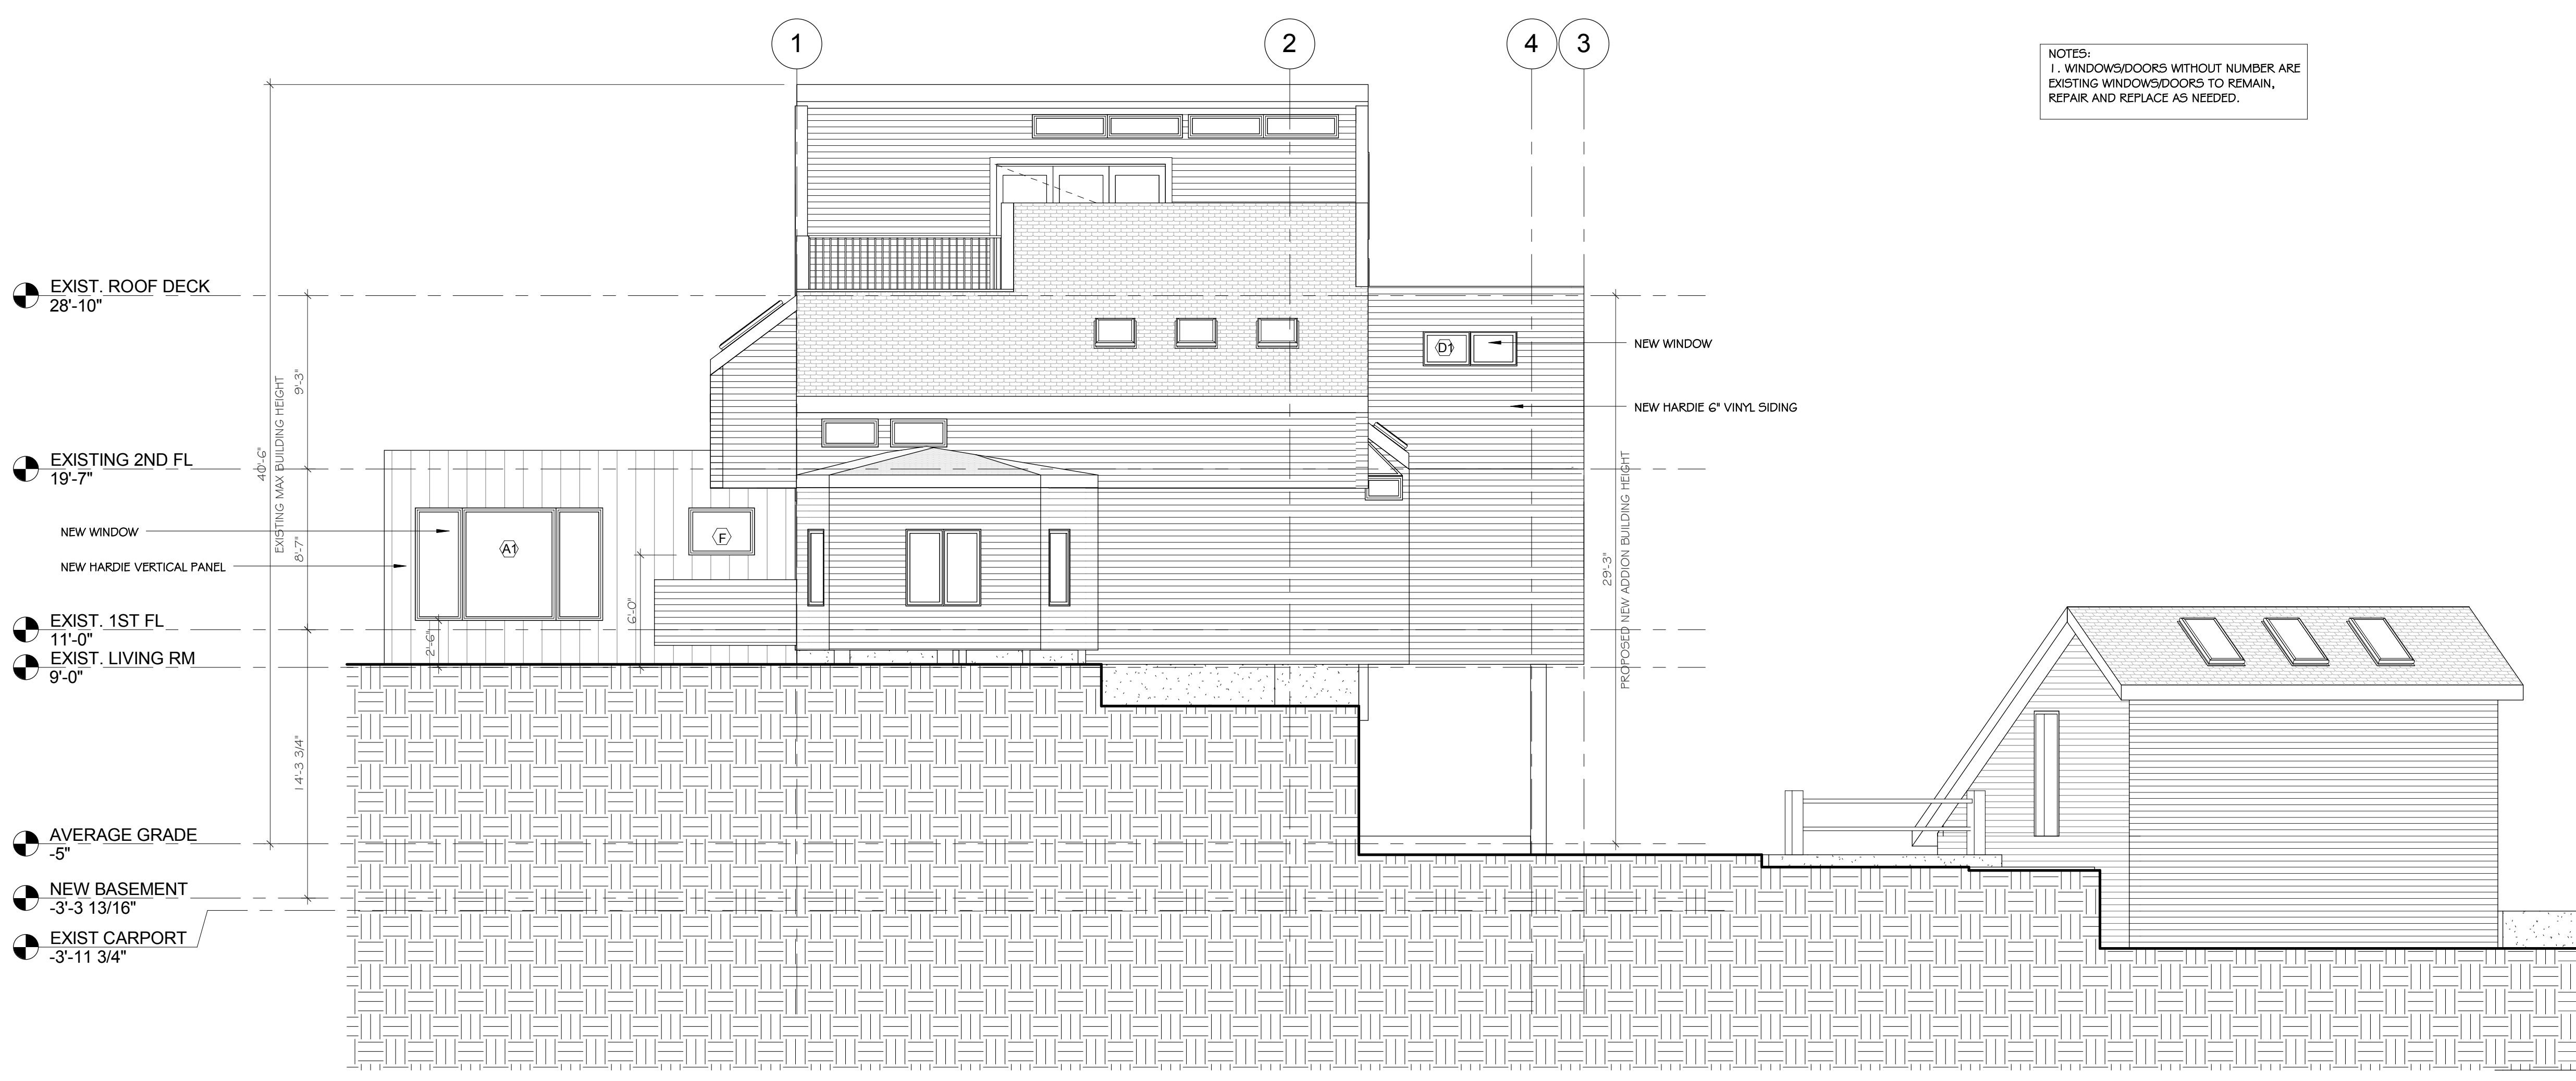 1
2
4
3
NOTES:
1. WINDOWS/DOORS WITHOUT NUMBER ARE
EXISTING WINDOWS/DOORS TO REMAIN,
REPAIR AND REPLACE AS NEEDED.
EXIST. ROOF DECK
28'-10"
9'-3"
EXISTING MAX BUILDING HEIGHT
40'-6"
D1
NEW WINDOW
NEW HARDIE 6" VINYL SIDING
EXISTING 2ND FL
19'-7"
NEW WINDOW
A1
F
8'-7"
NEW HARDIE VERTICAL PANEL
6'-0"
2'-6"
29'-3"
PROPOSED NEW ADDION BUILDING HEIGHT
EXIST. 1ST FL
11'-0"
EXIST. LIVING RM
9'-0"
14'-3 3/4"
AVERAGE GRADE
-5"
NEW BASEMENT
-3'-3 13/16"
EXIST CARPORT
-3'-11 3/4"